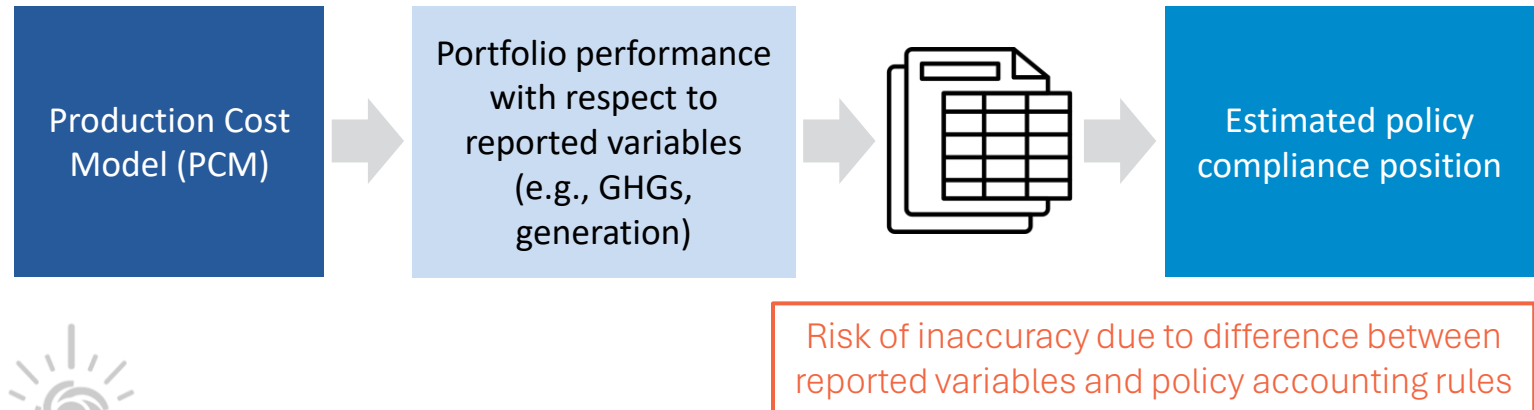 Production Cost
Model (PCM)
Portfolio performance
with respect to
reported variables
(e.g., GHGs,
generation)
Estimated policy
compliance position
Risk of inaccuracy due to difference between
reported variables and policy accounting rules